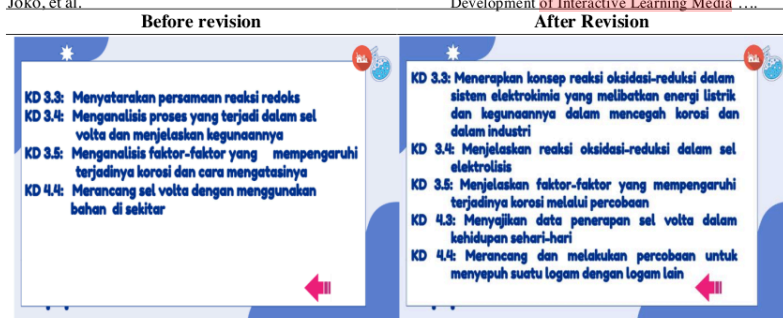 Joko, et al.
Development of Interactive Learning Media ….
Before revision
After Revision
KD 3.3: Menyatarakan persamaan reaksi redoks
KD 3.4: Menganalisis proses yang terjadi dalam sel
volta dan menjelaskan kegunaannya
KD 3.5: Menganalisis faktor-faktor yang mempengaruhi
terjadinya korosi dan cara mengatasinya
KD 4.4: Merancang sel volta dengan menggunakan
bahan di sekitar
KD 3.3: Menerapkan konsep reaksi oksidasi-reduksi dalam
sistem elektrokimia yang melibatkan energi listrik
dan kegunaannya dalam mencegah korosi dan
dalam industri
KD 3.4: Menjelaskan reaksi oksidasi-reduksi dalam sel
elektrolisis
KD 3.5: Menjelaskan faktor-faktor yang mempengaruhi
terjadinya korosi melalui percobaan
KD 4.3: Menyajikan data penerapan sel volta dalam
kehidupan sehari-hari
KD 4.4: Merancang dan melakukan percobaan untuk
menyepuh suatu logam dengan logam lain